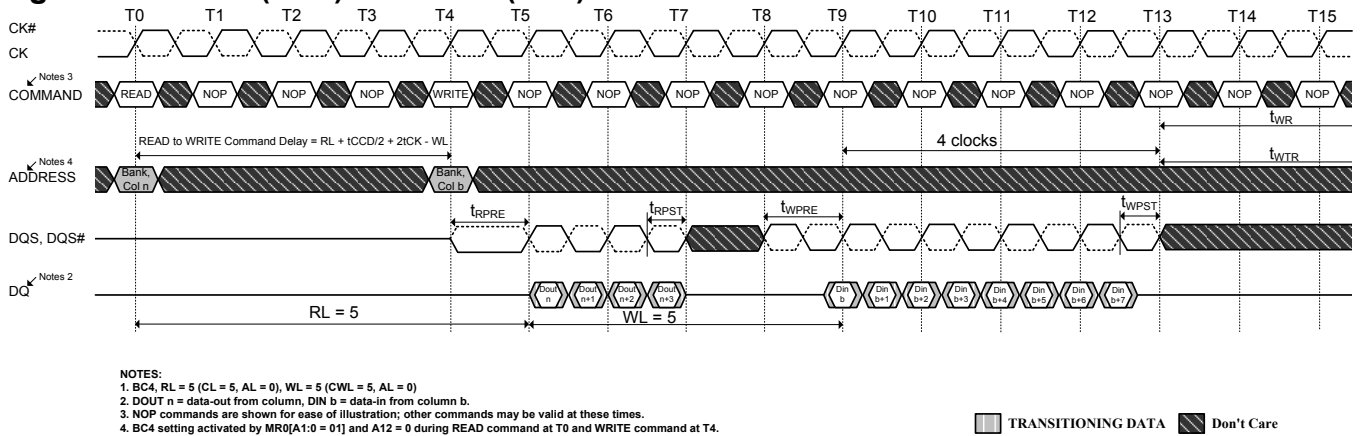 T0 T1 T2 T3 T4 T5 T6 T7 T8 T9 T10 T11 T12 T13 T14 T15
CK#
CK
Notes 3
COMMAND
READ NOP NOP NOP WRITE NOP NOP NOP NOP NOP NOP NOP NOP NOP NOP NOP
tWR
READ to WRITE Command Delay = RL + tCCD/2 + 2tCK - WL
4 clocks
tWTR
Notes 4
ADDRESS
Bank, Col n
Bank, Col b
tRPRE tRPST tWPRE tWPST
DQS, DQS#
Notes 2
DQ
Dout n Dout n+1 Dout n+2 Dout n+3 Din b Din b+1 Din b+2 Din b+3 Din b+4 Din b+5 Din b+6 Din b+7
RL = 5 WL = 5
NOTES:
1. BC4, RL = 5 (CL = 5, AL = 0), WL = 5 (CWL = 5, AL = 0)
2. DOUT n = data-out from column, DIN b = data-in from column b.
3. NOP commands are shown for ease of illustration; other commands may be valid at these times.
4. BC4 setting activated by MR0[A1:0 = 01] and A12 = 0 during READ command at T0 and WRITE command at T4.
TRANSITIONING DATA Don't Care